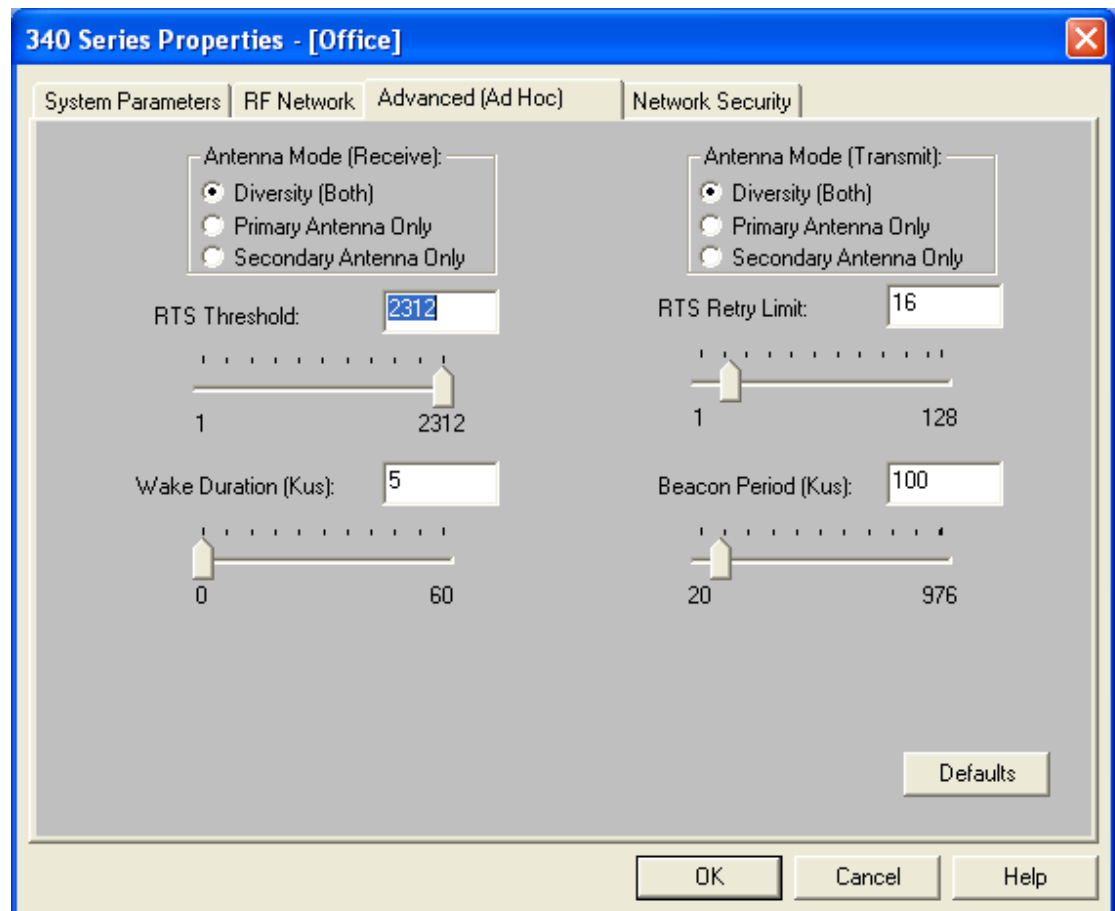 340 Series Properties - [Office]
System Parameters RF Network Advanced (Ad Hoc) Network Security
Antenna Mode (Receive):
Diversity (Both)
Primary Antenna Only
Secondary Antenna Only
Antenna Mode (Transmit):
Diversity (Both)
Primary Antenna Only
Secondary Antenna Only
RTS Threshold: 2312
1 2312
RTS Retry Limit: 16
1 128
Wake Duration (Kus): 5
0 60
Beacon Period (Kus): 100
20 976
Defaults
OK Cancel Help